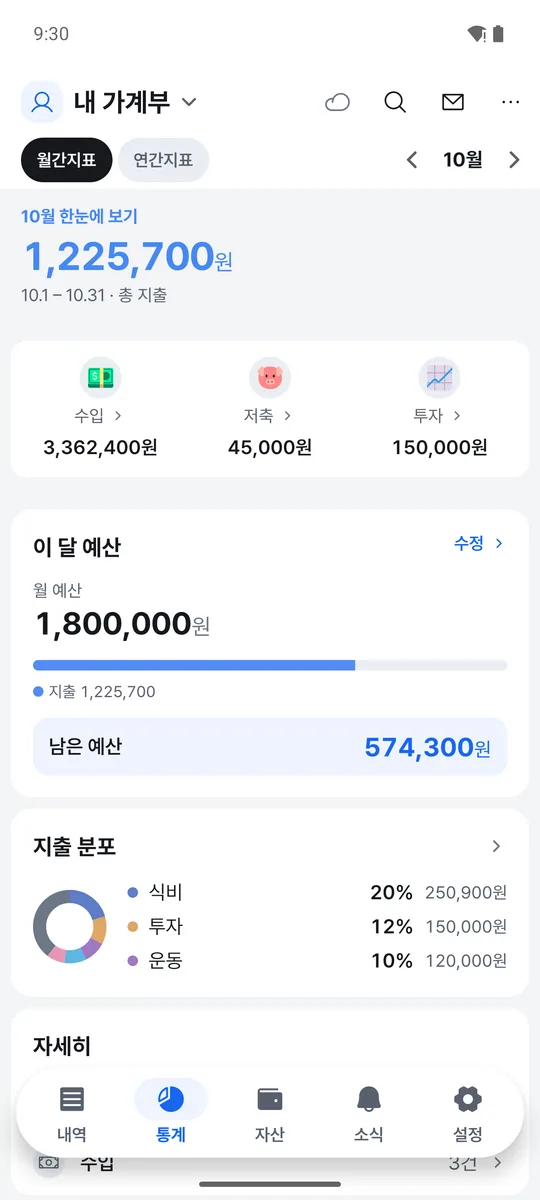 9:30
내 가계부
월간지표 연간지표 10월
10월 한눈에 보기
1,225,700원
10.1 – 10.31 · 총 지출
수입 저축 투자
3,362,400원 45,000원 150,000원
이 달 예산 수정
월 예산
1,800,000원
지출 1,225,700
남은 예산 574,300원
지출 분포
식비 20% 250,900원
투자 12% 150,000원
운동 10% 120,000원
자세히
내역 통계 자산 소식 설정
수입 3건